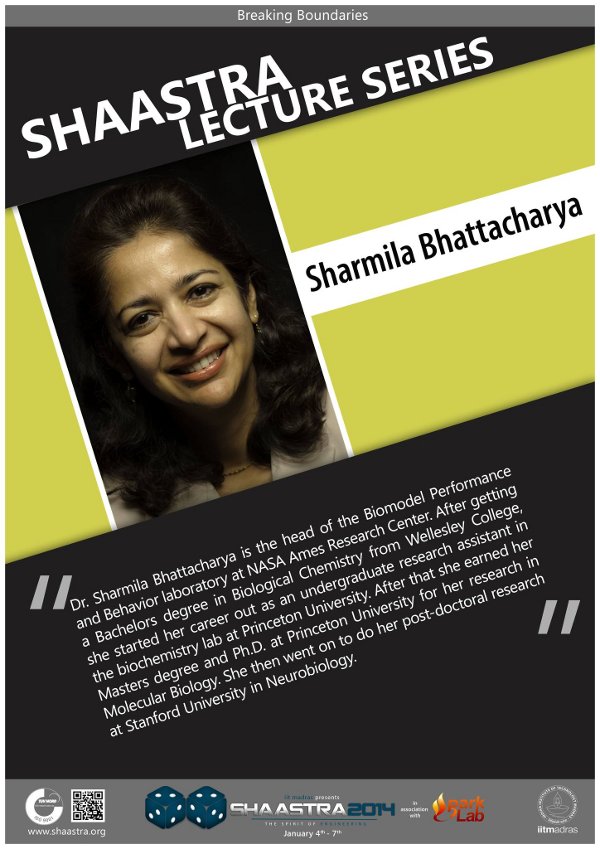 Breaking Boundaries
SHAASTRA
LECTURE SERIES
Sharmila Bhattacharya
"
Dr. Sharmila Bhattacharya is the head of the Biomodel Performance
and Behavior laboratory at NASA Ames Research Center. After getting
a Bachelors degree in Biological Chemistry from Wellesley College,
she started her career out as an undergraduate research assistant in
the biochemistry lab at Princeton University. After that she earned her
Masters degree and Ph.D. at Princeton University for her research in
Molecular Biology. She then went on to do her post-doctoral research
at Stanford University in Neurobiology.
"
www.shaastra.org
iit madras presents
SHAASTRA2014
THE SPIRIT OF ENGINEERING
January 4th - 7th
in
association
with
Spark
Lab
iitmadras